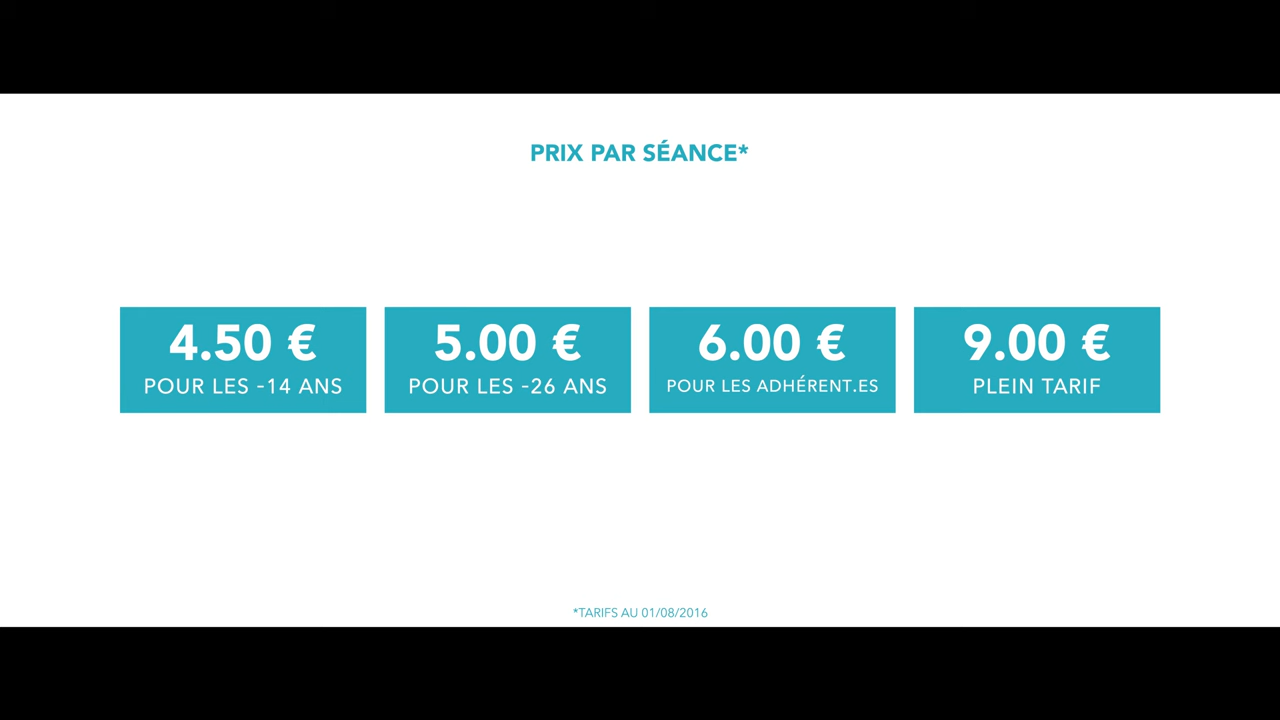 PRIX PAR SÉANCE*
4.50 €
POUR LES -14 ANS
5.00 €
POUR LES -26 ANS
6.00 €
POUR LES ADHÉRENT.ES
9.00 €
PLEIN TARIF
*TARIFS AU 01/08/2016